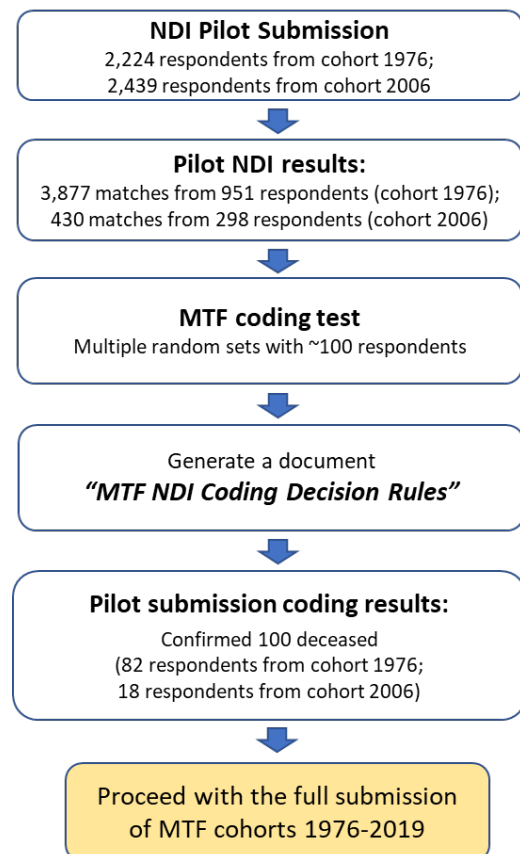 NDI Pilot Submission
2,224 respondents from cohort 1976;
2,439 respondents from cohort 2006
Pilot NDI results:
3,877 matches from 951 respondents (cohort 1976);
430 matches from 298 respondents (cohort 2006)
MTF coding test
Multiple random sets with ~100 respondents
Generate a document
“MTF NDI Coding Decision Rules”
Pilot submission coding results:
Confirmed 100 deceased
(82 respondents from cohort 1976;
18 respondents from cohort 2006)
Proceed with the full submission
of MTF cohorts 1976-2019